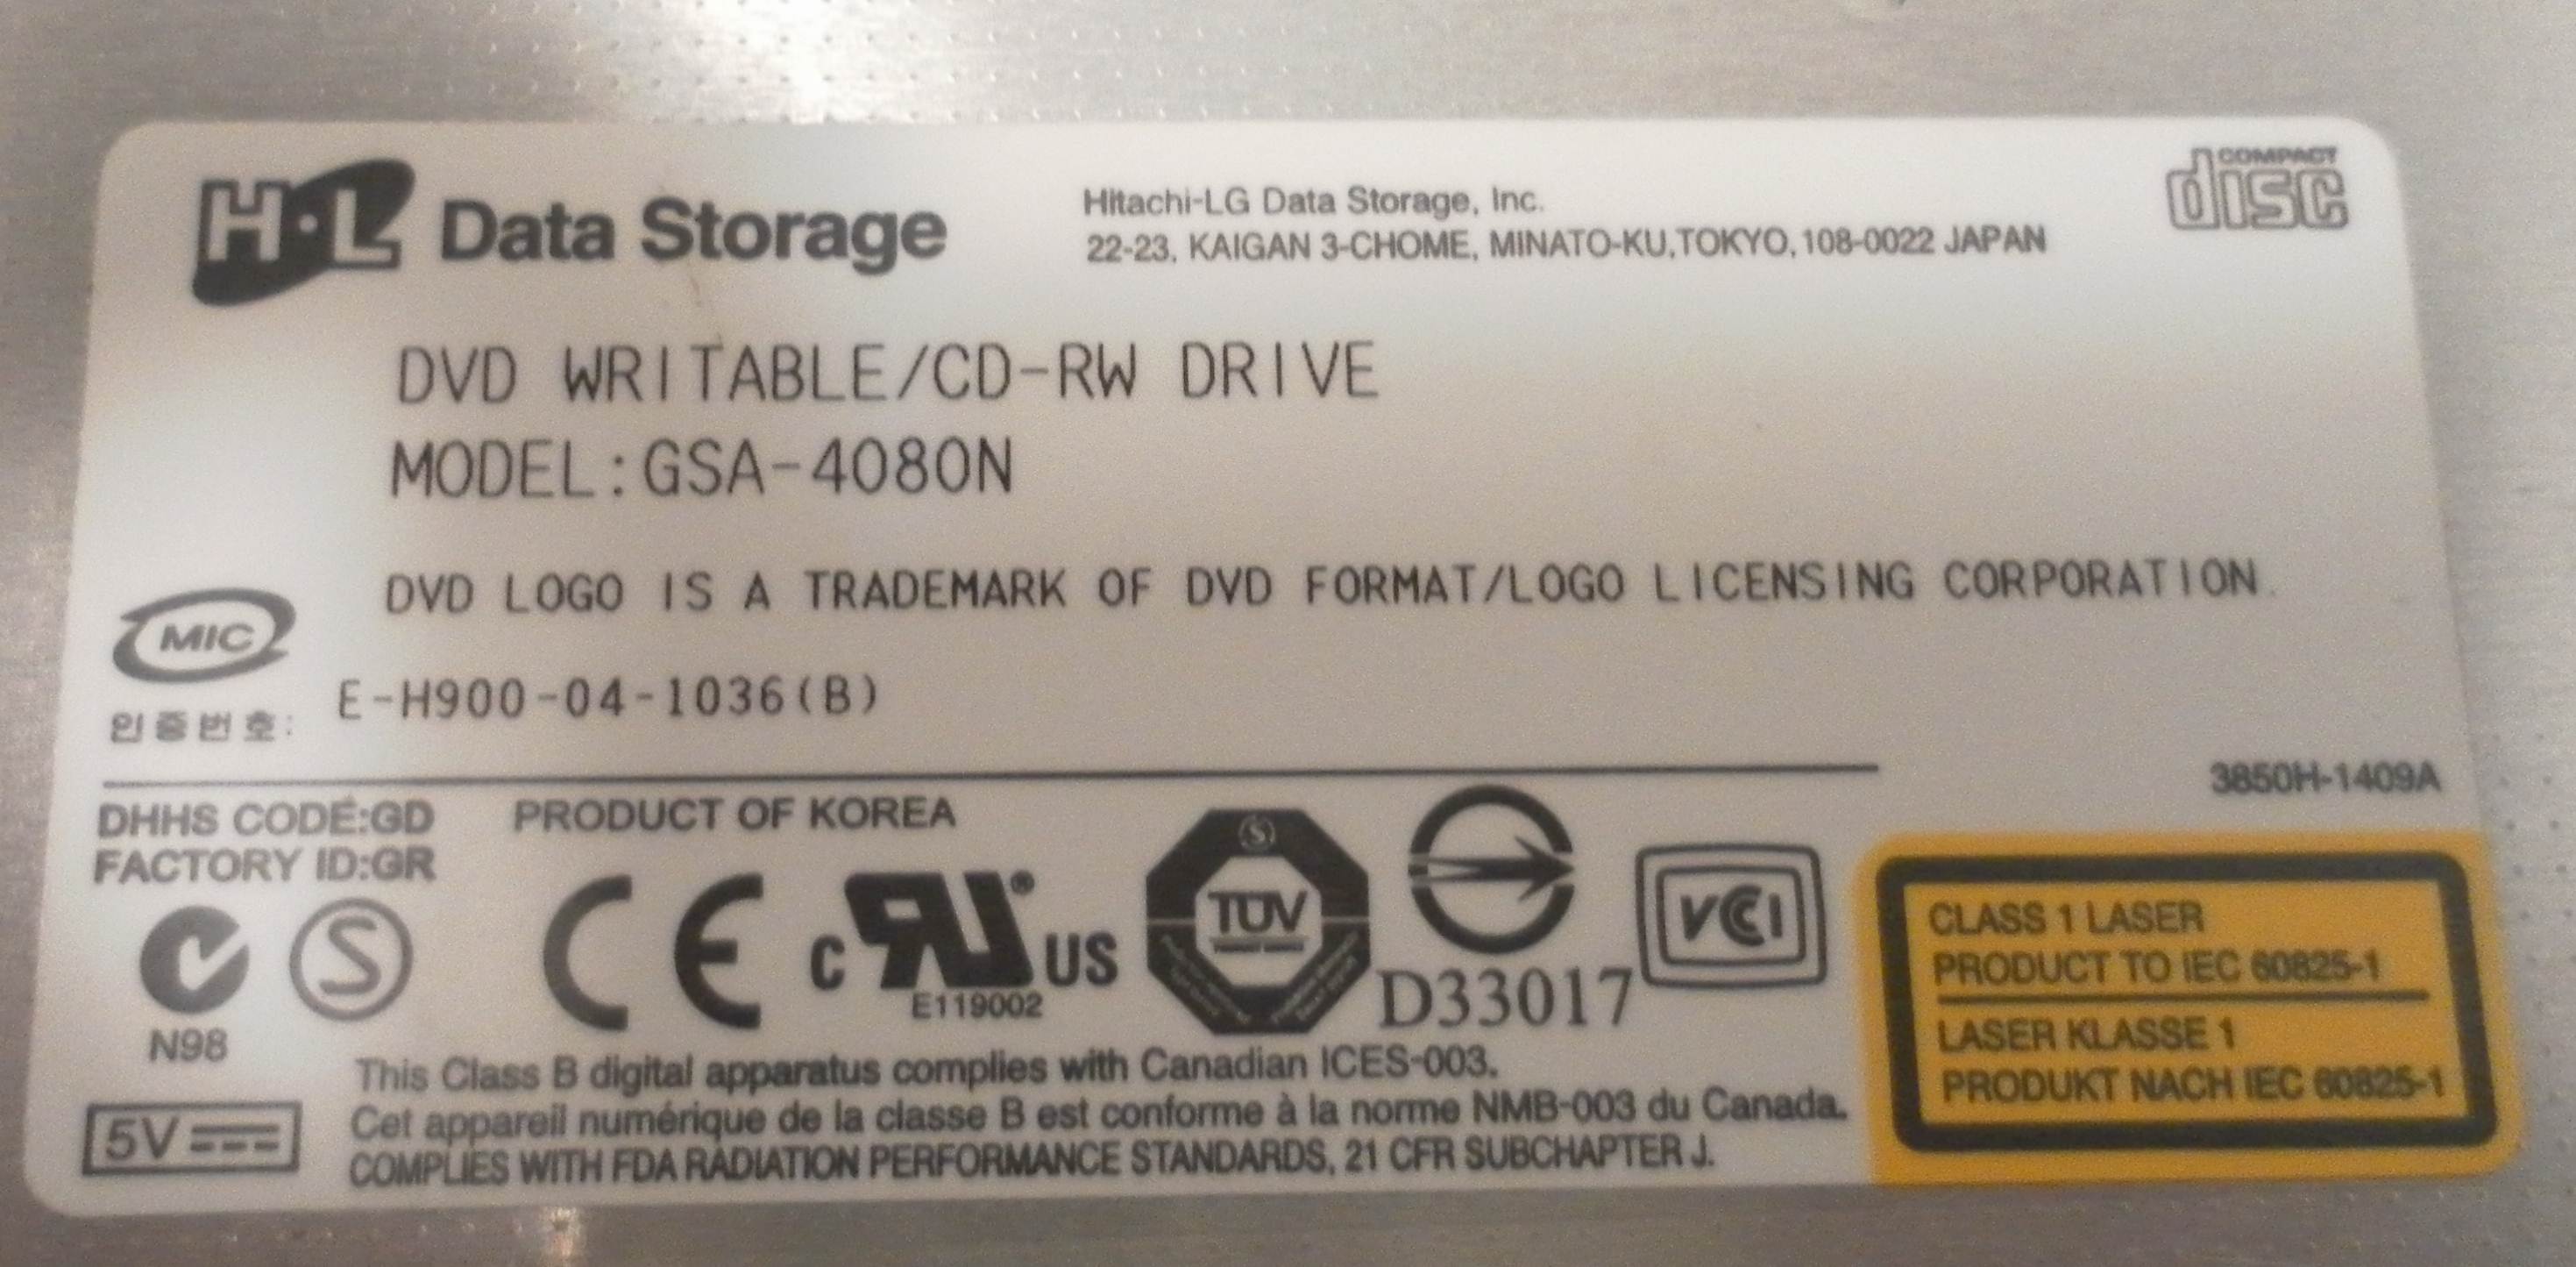 H·L Data Storage
Hitachi-LG Data Storage, Inc.
22-23, KAIGAN 3-CHOME, MINATO-KU,TOKYO,108-0022 JAPAN
COMPACT
disc
DVD WRITABLE/CD-RW DRIVE
MODEL:GSA-4080N
DVD LOGO IS A TRADEMARK OF DVD FORMAT/LOGO LICENSING CORPORATION.
MIC
인증번호: E-H900-04-1036(B)
3850H-1409A
DHHS CODE:GD
FACTORY ID:GR
PRODUCT OF KOREA
N98
S
CE
c RU ® US
E119002
S
TÜV
D33017
VCI
CLASS 1 LASER
PRODUCT TO IEC 60825-1
LASER KLASSE 1
PRODUKT NACH IEC 60825-1
5V
This Class B digital apparatus complies with Canadian ICES-003.
Cet appareil numérique de la classe B est conforme à la norme NMB-003 du Canada.
COMPLIES WITH FDA RADIATION PERFORMANCE STANDARDS, 21 CFR SUBCHAPTER J.